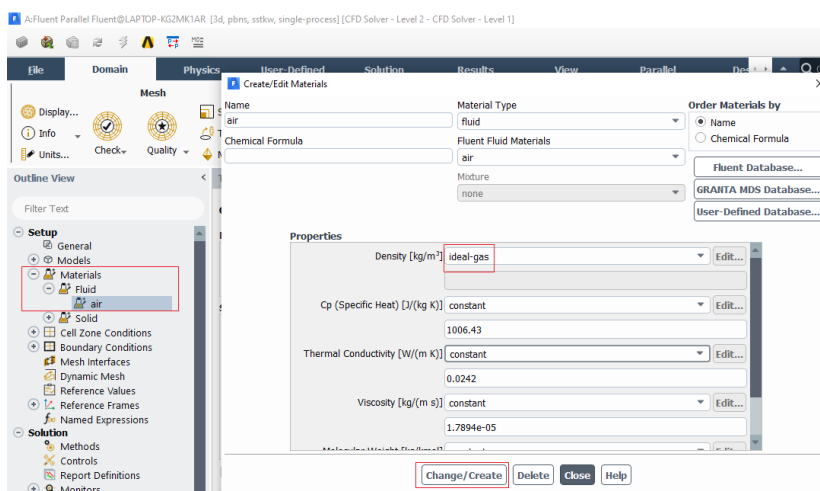 A:Fluent Parallel Fluent@LAPTOP-KG2MK1AR [3d, pbns, sstkw, single-process] [CFD Solver - Level 2 - CFD Solver - Level 1]
File Domain Physics User-Defined Solution Results View Parallel
Mesh
Display...
Info
Units...
Check
Quality
Outline View
Filter Text
Setup
General
Models
Materials
Fluid
air
Solid
Cell Zone Conditions
Boundary Conditions
Mesh Interfaces
Dynamic Mesh
Reference Values
Reference Frames
Named Expressions
Solution
Methods
Controls
Report Definitions
Monitors
Create/Edit Materials
Name
air
Chemical Formula
Material Type
fluid
Fluent Fluid Materials
air
Mixture
none
Order Materials by
Name
Chemical Formula
Fluent Database...
GRANTA MDS Database...
User-Defined Database...
Properties
Density [kg/m³] ideal-gas Edit...
Cp (Specific Heat) [J/(kg K)] constant Edit...
1006.43
Thermal Conductivity [W/(m K)] constant Edit...
0.0242
Viscosity [kg/(m s)] constant Edit...
1.7894e-05
Change/Create Delete Close Help